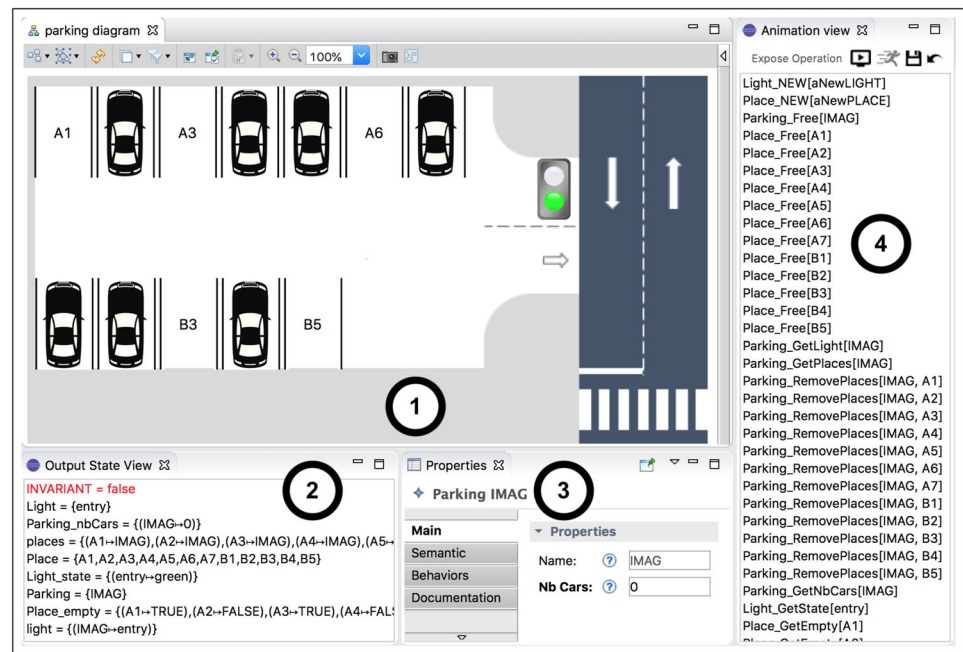 parking diagram
100%
A1
A3
A6
B3
B5
1
Output State View
2
INVARIANT = false
Light = {entry}
Parking_nbCars = {(IMAG↦0)}
places = {(A1↦IMAG),(A2↦IMAG),(A3↦IMAG),(A4↦IMAG),(A5↦
Place = {A1,A2,A3,A4,A5,A6,A7,B1,B2,B3,B4,B5}
Light_state = {(entry↦green)}
Parking = {IMAG}
Place_empty = {(A1↦TRUE),(A2↦FALSE),(A3↦TRUE),(A4↦FAL
light = {(IMAG↦entry)}
Properties
Parking IMAG
3
Main
Semantic
Behaviors
Documentation
Properties
Name: ? IMAG
Nb Cars: ? 0
Animation view
Expose Operation
Light_NEW[aNewLIGHT]
Place_NEW[aNewPLACE]
Parking_Free[IMAG]
Place_Free[A1]
Place_Free[A2]
Place_Free[A3]
Place_Free[A4]
Place_Free[A5]
Place_Free[A6]
Place_Free[A7]
Place_Free[B1]
Place_Free[B2]
Place_Free[B3]
Place_Free[B4]
Place_Free[B5]
4
Parking_GetLight[IMAG]
Parking_GetPlaces[IMAG]
Parking_RemovePlaces[IMAG, A1]
Parking_RemovePlaces[IMAG, A2]
Parking_RemovePlaces[IMAG, A3]
Parking_RemovePlaces[IMAG, A4]
Parking_RemovePlaces[IMAG, A5]
Parking_RemovePlaces[IMAG, A6]
Parking_RemovePlaces[IMAG, A7]
Parking_RemovePlaces[IMAG, B1]
Parking_RemovePlaces[IMAG, B2]
Parking_RemovePlaces[IMAG, B3]
Parking_RemovePlaces[IMAG, B4]
Parking_RemovePlaces[IMAG, B5]
Parking_GetNbCars[IMAG]
Light_GetState[entry]
Place_GetEmpty[A1]